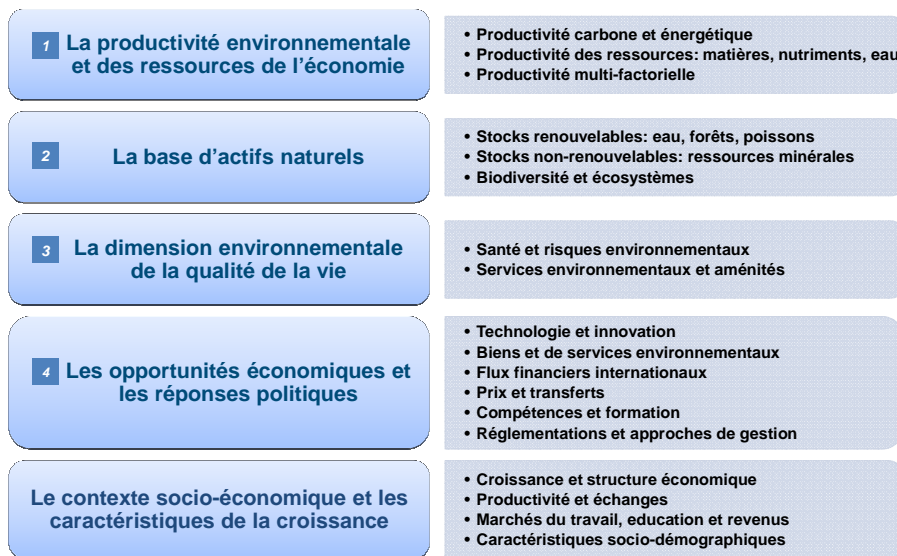 1
La productivité environnementale
et des ressources de l’économie
• Productivité carbone et énergétique
• Productivité des ressources: matières, nutriments, eau
• Productivité multi-factorielle
2
La base d’actifs naturels
• Stocks renouvelables: eau, forêts, poissons
• Stocks non-renouvelables: ressources minérales
• Biodiversité et écosystèmes
3
La dimension environnementale
de la qualité de la vie
• Santé et risques environnementaux
• Services environnementaux et aménités
4
Les opportunités économiques et
les réponses politiques
• Technologie et innovation
• Biens et de services environnementaux
• Flux financiers internationaux
• Prix et transferts
• Compétences et formation
• Réglementations et approches de gestion
Le contexte socio-économique et les
caractéristiques de la croissance
• Croissance et structure économique
• Productivité et échanges
• Marchés du travail, education et revenus
• Caractéristiques socio-démographiques